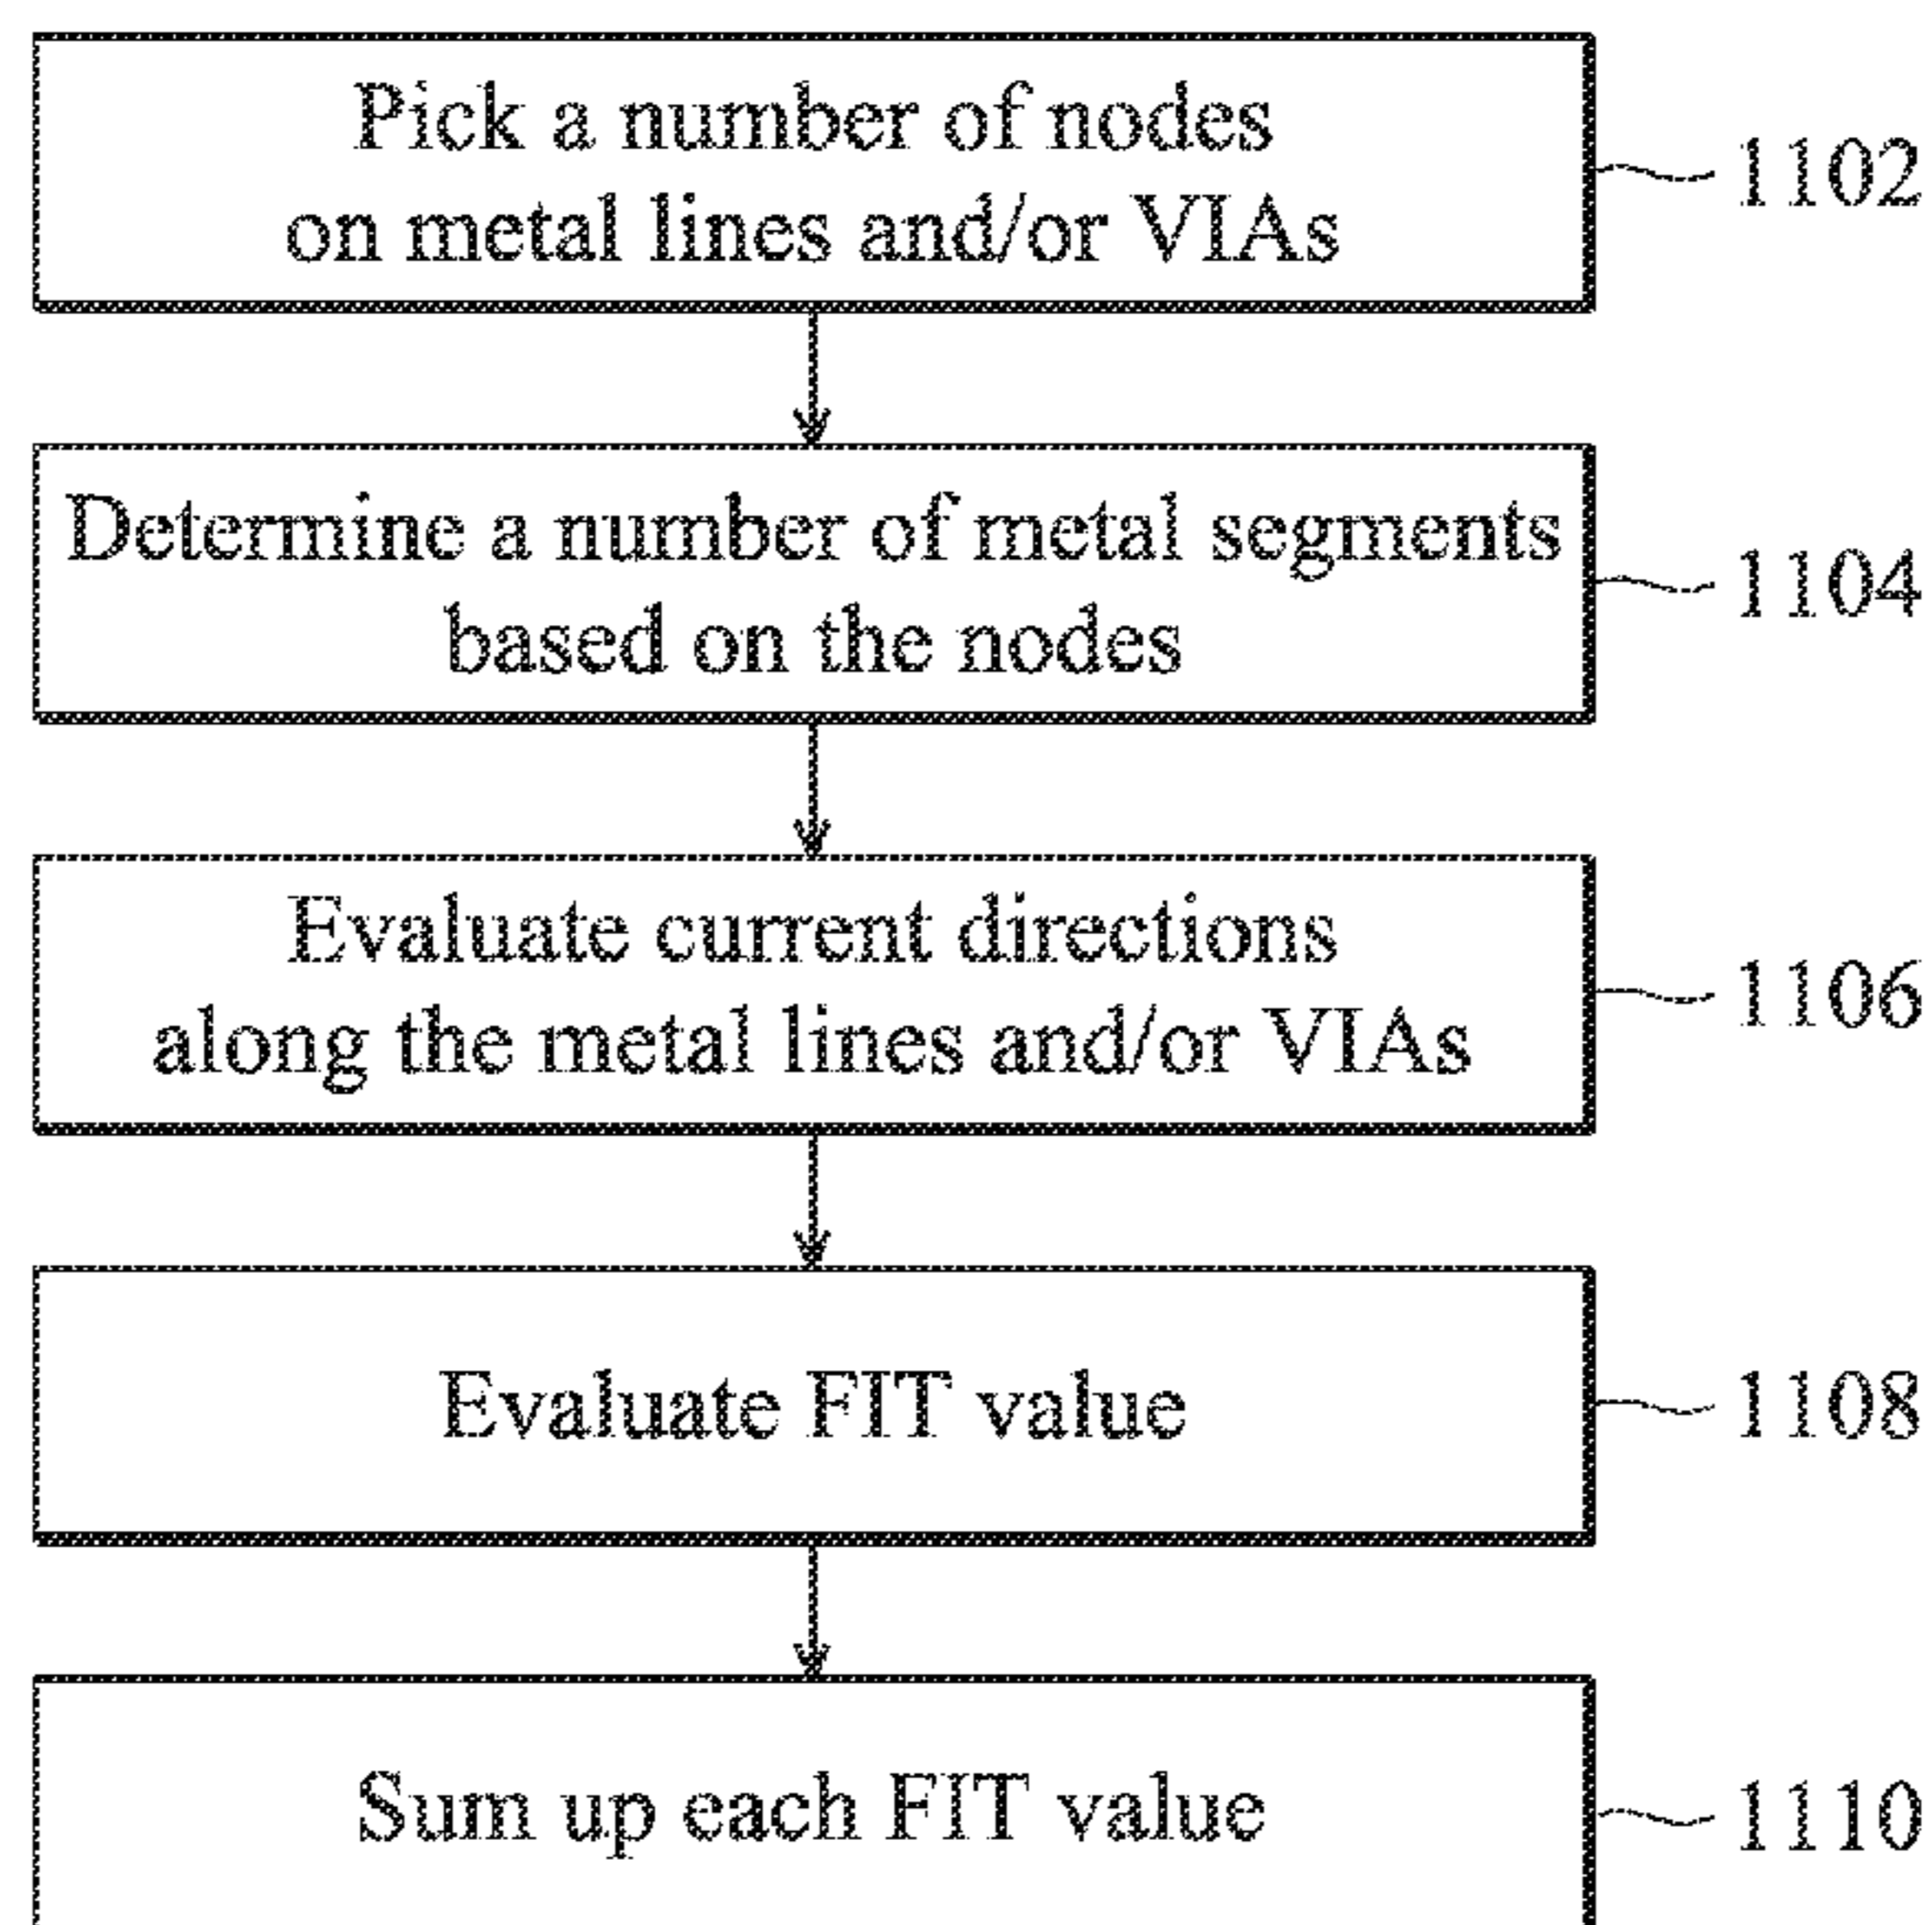 Pick a number of nodes
on metal lines and/or VIAs
1102
Determine a number of metal segments
based on the nodes
1104
Evaluate current directions
along the metal lines and/or VIAs
1106
Evaluate FIT value
1108
Sum up each FIT value
1110